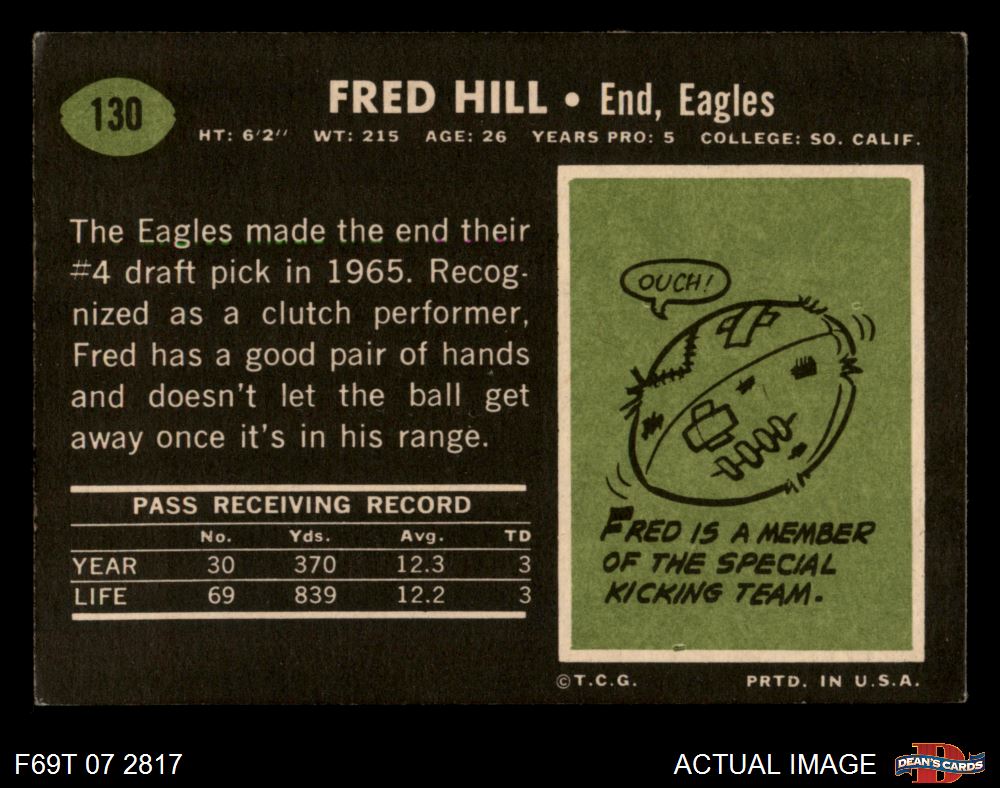 130
FRED HILL • End, Eagles
HT: 6'2" WT: 215 AGE: 26 YEARS PRO: 5 COLLEGE: SO. CALIF.
The Eagles made the end their
#4 draft pick in 1965. Recog-
nized as a clutch performer,
Fred has a good pair of hands
and doesn't let the ball get
away once it's in his range.
PASS RECEIVING RECORD
No. Yds. Avg. TD
YEAR 30 370 12.3 3
LIFE 69 839 12.2 3
OUCH!
FRED IS A MEMBER
OF THE SPECIAL
KICKING TEAM.
©T.C.G. PRTD. IN U.S.A.
F69T 07 2817
ACTUAL IMAGE
D
DEAN'S CARDS